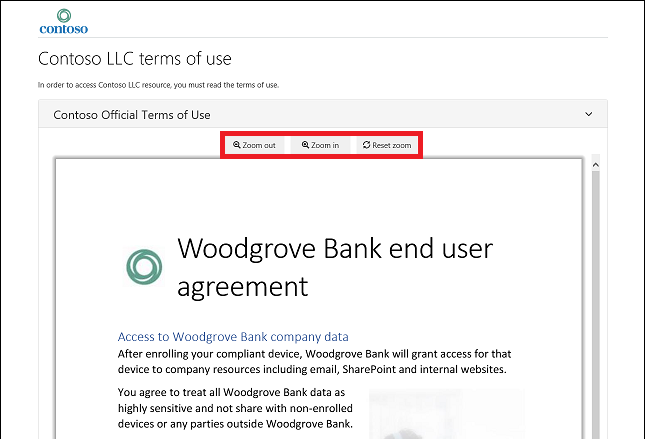 contoso
Contoso LLC terms of use
In order to access Contoso LLC resource, you must read the terms of use.
Contoso Official Terms of Use
Zoom out Zoom in Reset zoom
Woodgrove Bank end user
agreement
Access to Woodgrove Bank company data
After enrolling your compliant device, Woodgrove Bank will grant access for that
device to company resources including email, SharePoint and internal websites.
You agree to treat all Woodgrove Bank data as
highly sensitive and not share with non-enrolled
devices or any parties outside Woodgrove Bank.